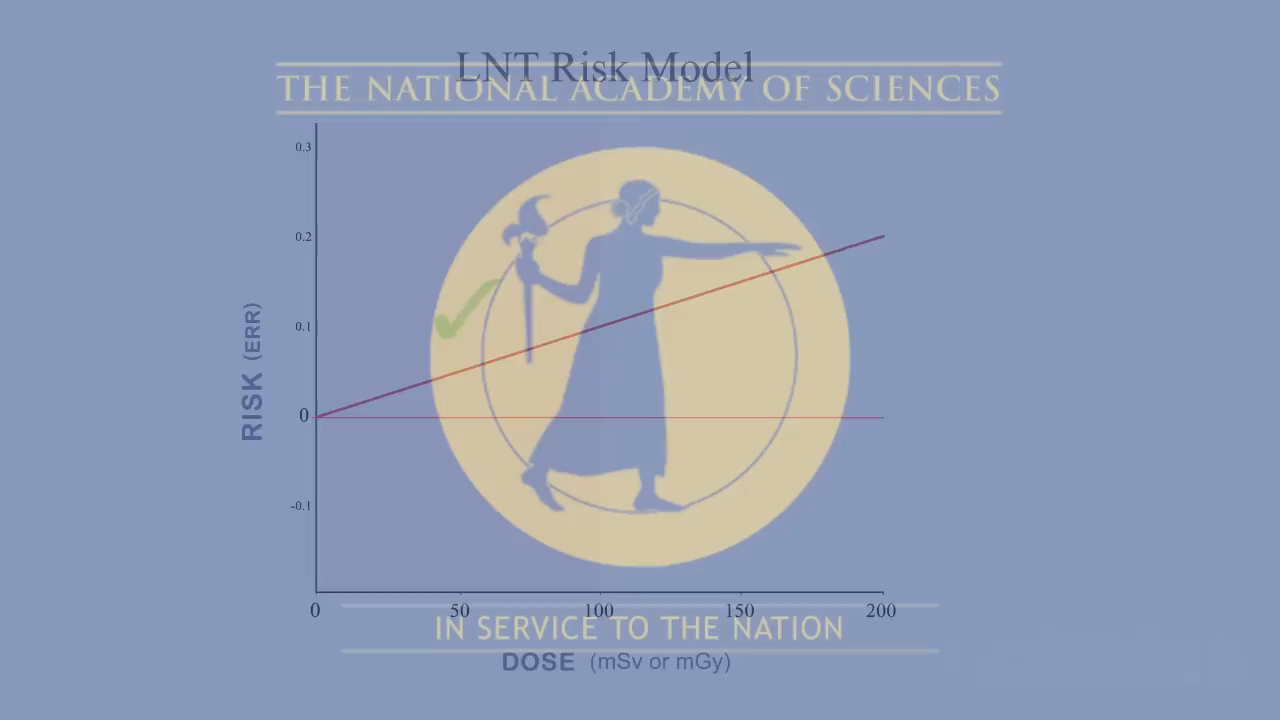 LNT Risk Model
THE NATIONAL ACADEMY OF SCIENCES
0.3
0.2
0.1
0
-0.1
RISK (ERR)
0 50 100 150 200
IN SERVICE TO THE NATION
DOSE (mSv or mGy)